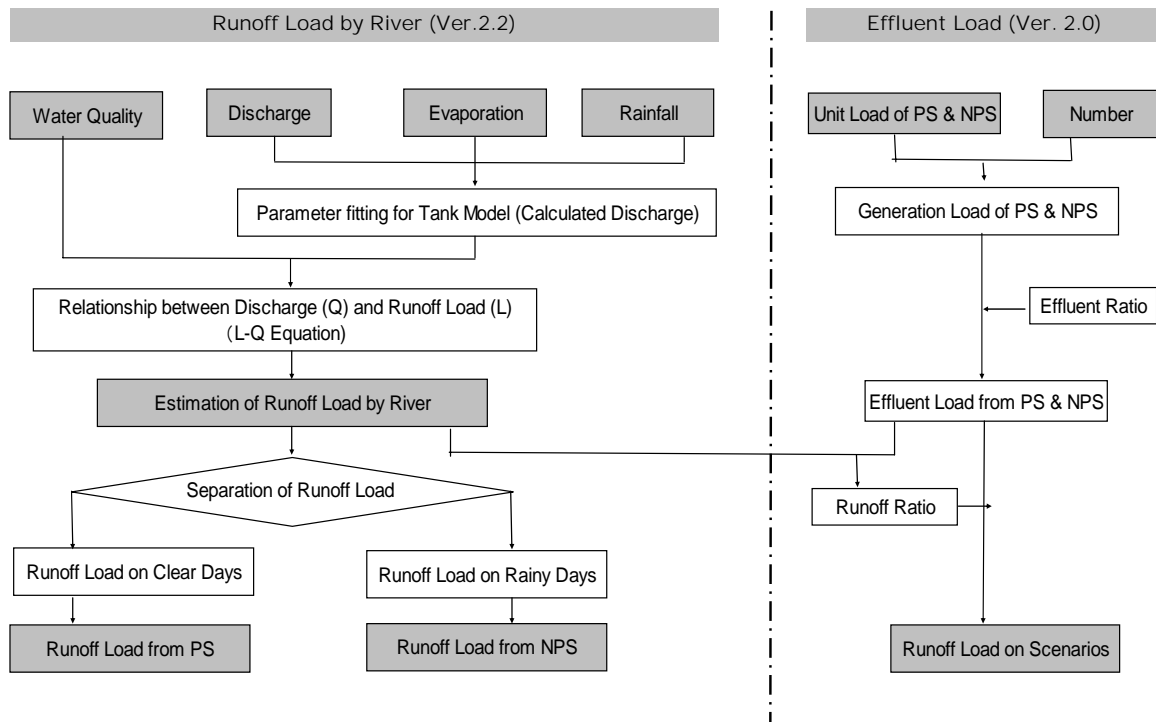 Runoff Load by River (Ver.2.2)
Effluent Load (Ver. 2.0)
Water Quality
Discharge
Evaporation
Rainfall
Unit Load of PS & NPS
Number
Parameter fitting for Tank Model (Calculated Discharge)
Generation Load of PS & NPS
Relationship between Discharge (Q) and Runoff Load (L)
(L-Q Equation)
Effluent Ratio
Estimation of Runoff Load by River
Effluent Load from PS & NPS
Separation of Runoff Load
Runoff Ratio
Runoff Load on Clear Days
Runoff Load on Rainy Days
Runoff Load from PS
Runoff Load from NPS
Runoff Load on Scenarios